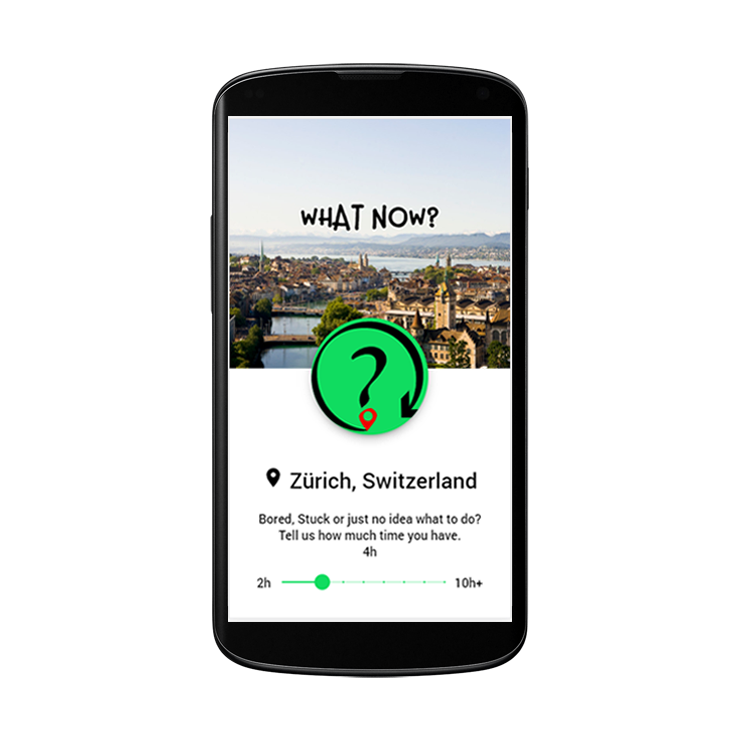 WHAT NOW?
?
Zürich, Switzerland
Bored, Stuck or just no idea what to do?
Tell us how much time you have.
4h
2h 10h+